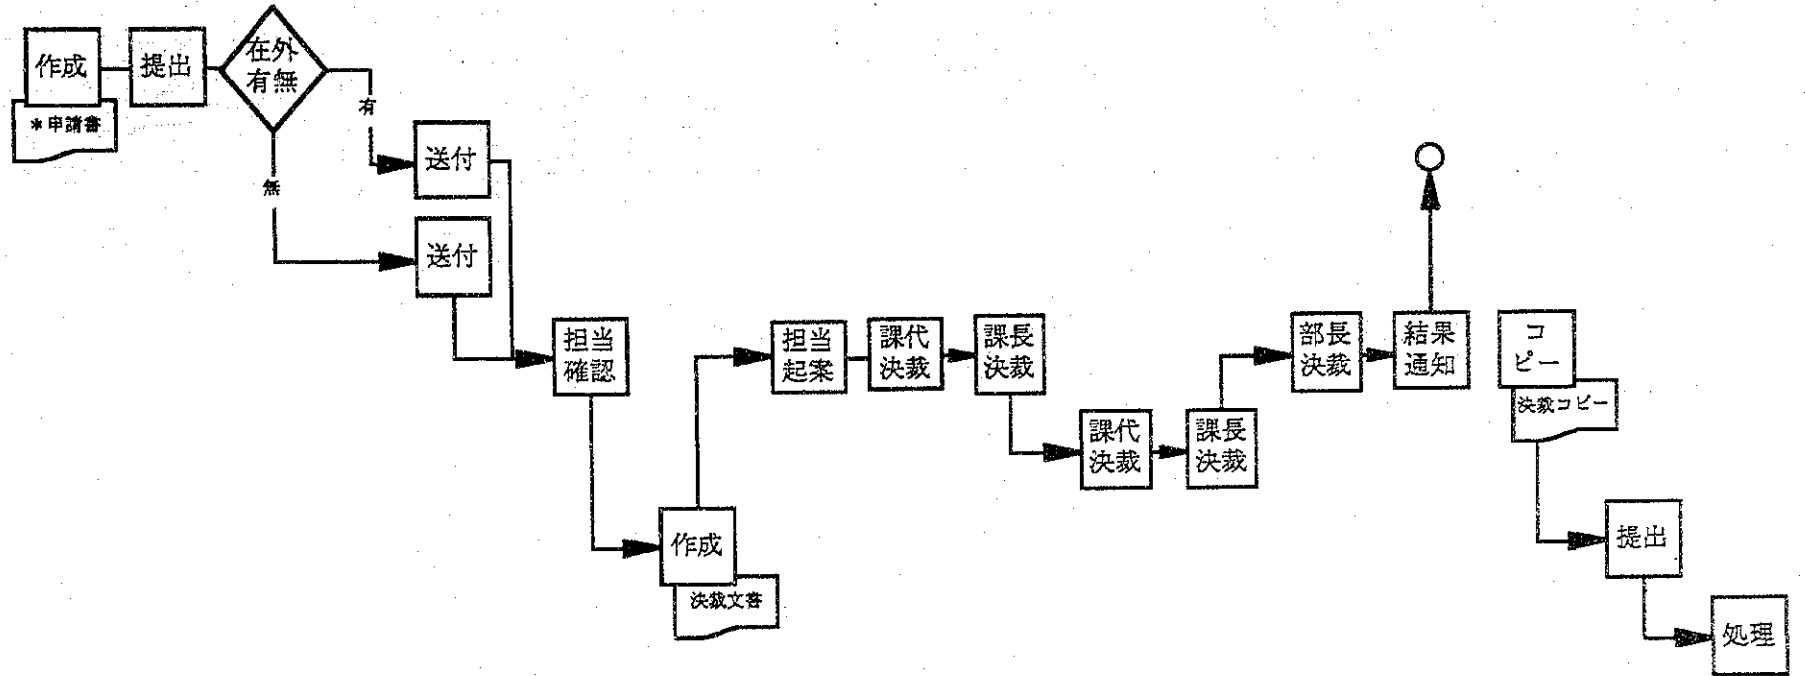 作成
*申請書
提出
在外
有無
有
無
送付
送付
担当
確認
作成
決裁文書
担当
起案
課代
決裁
課長
決裁
課代
決裁
課長
決裁
部長
決裁
結果
通知
コ
ピー
決裁コピー
提出
処理